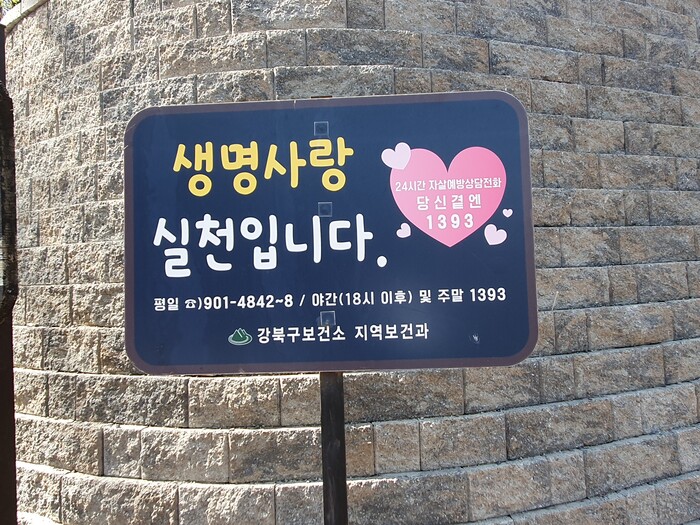 생명사랑
실천입니다.
24시간 자살예방상담전화
당신곁엔
1393
평일 ☎)901-4842~8 / 야간(18시 이후) 및 주말 1393
강북구보건소 지역보건과